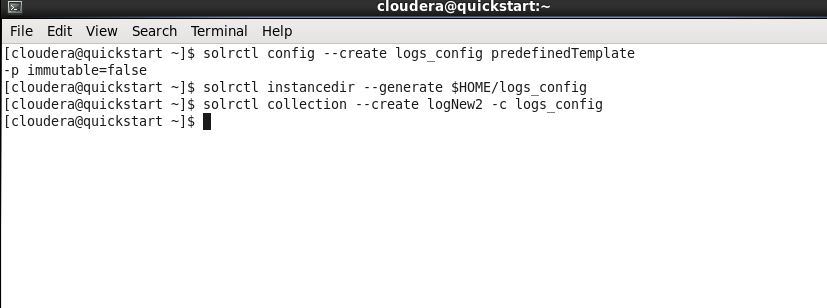 cloudera@quickstart:~
File Edit View Search Terminal Help
[cloudera@quickstart ~]$ solrctl config --create logs_config predefinedTemplate
-p immutable=false
[cloudera@quickstart ~]$ solrctl instancedir --generate $HOME/logs_config
[cloudera@quickstart ~]$ solrctl collection --create logNew2 -c logs_config
[cloudera@quickstart ~]$